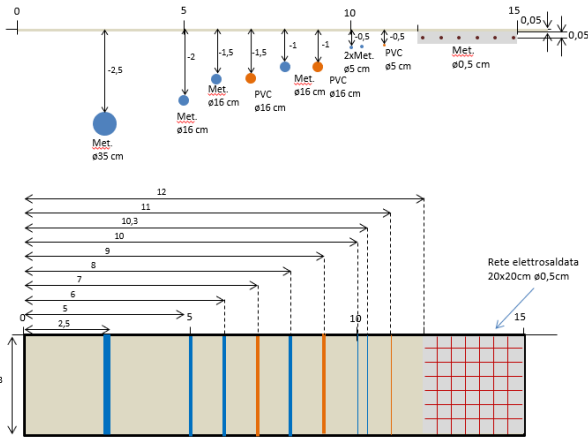 0
5
10
15
0,05
0,05
-2,5
-2
-1,5
-1,5
-1
-1
-0,5
-0,5
Met.
ø35 cm
Met.
ø16 cm
Met.
ø16 cm
PVC
ø16 cm
Met.
ø16 cm
PVC
ø16 cm
2xMet.
ø5 cm
PVC
ø5 cm
Met.
ø0,5 cm
12
11
10,3
10
9
8
7
6
5
2,5
0
5
10
15
Rete elettrosaldata
20x20cm ø0,5cm